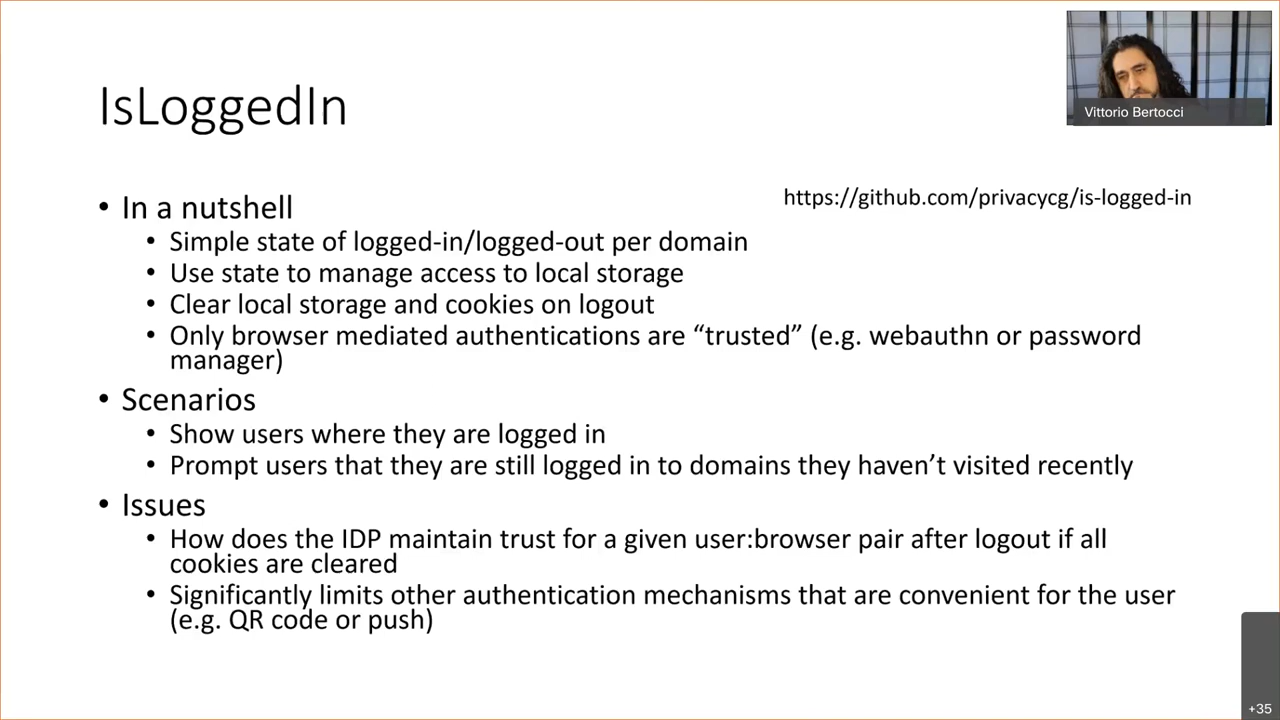 Vittorio Bertocci
IsLoggedIn
https://github.com/privacycg/is-logged-in
• In a nutshell
• Simple state of logged-in/logged-out per domain
• Use state to manage access to local storage
• Clear local storage and cookies on logout
• Only browser mediated authentications are “trusted” (e.g. webauthn or password
manager)
• Scenarios
• Show users where they are logged in
• Prompt users that they are still logged in to domains they haven’t visited recently
• Issues
• How does the IDP maintain trust for a given user:browser pair after logout if all
cookies are cleared
• Significantly limits other authentication mechanisms that are convenient for the user
(e.g. QR code or push)
+35